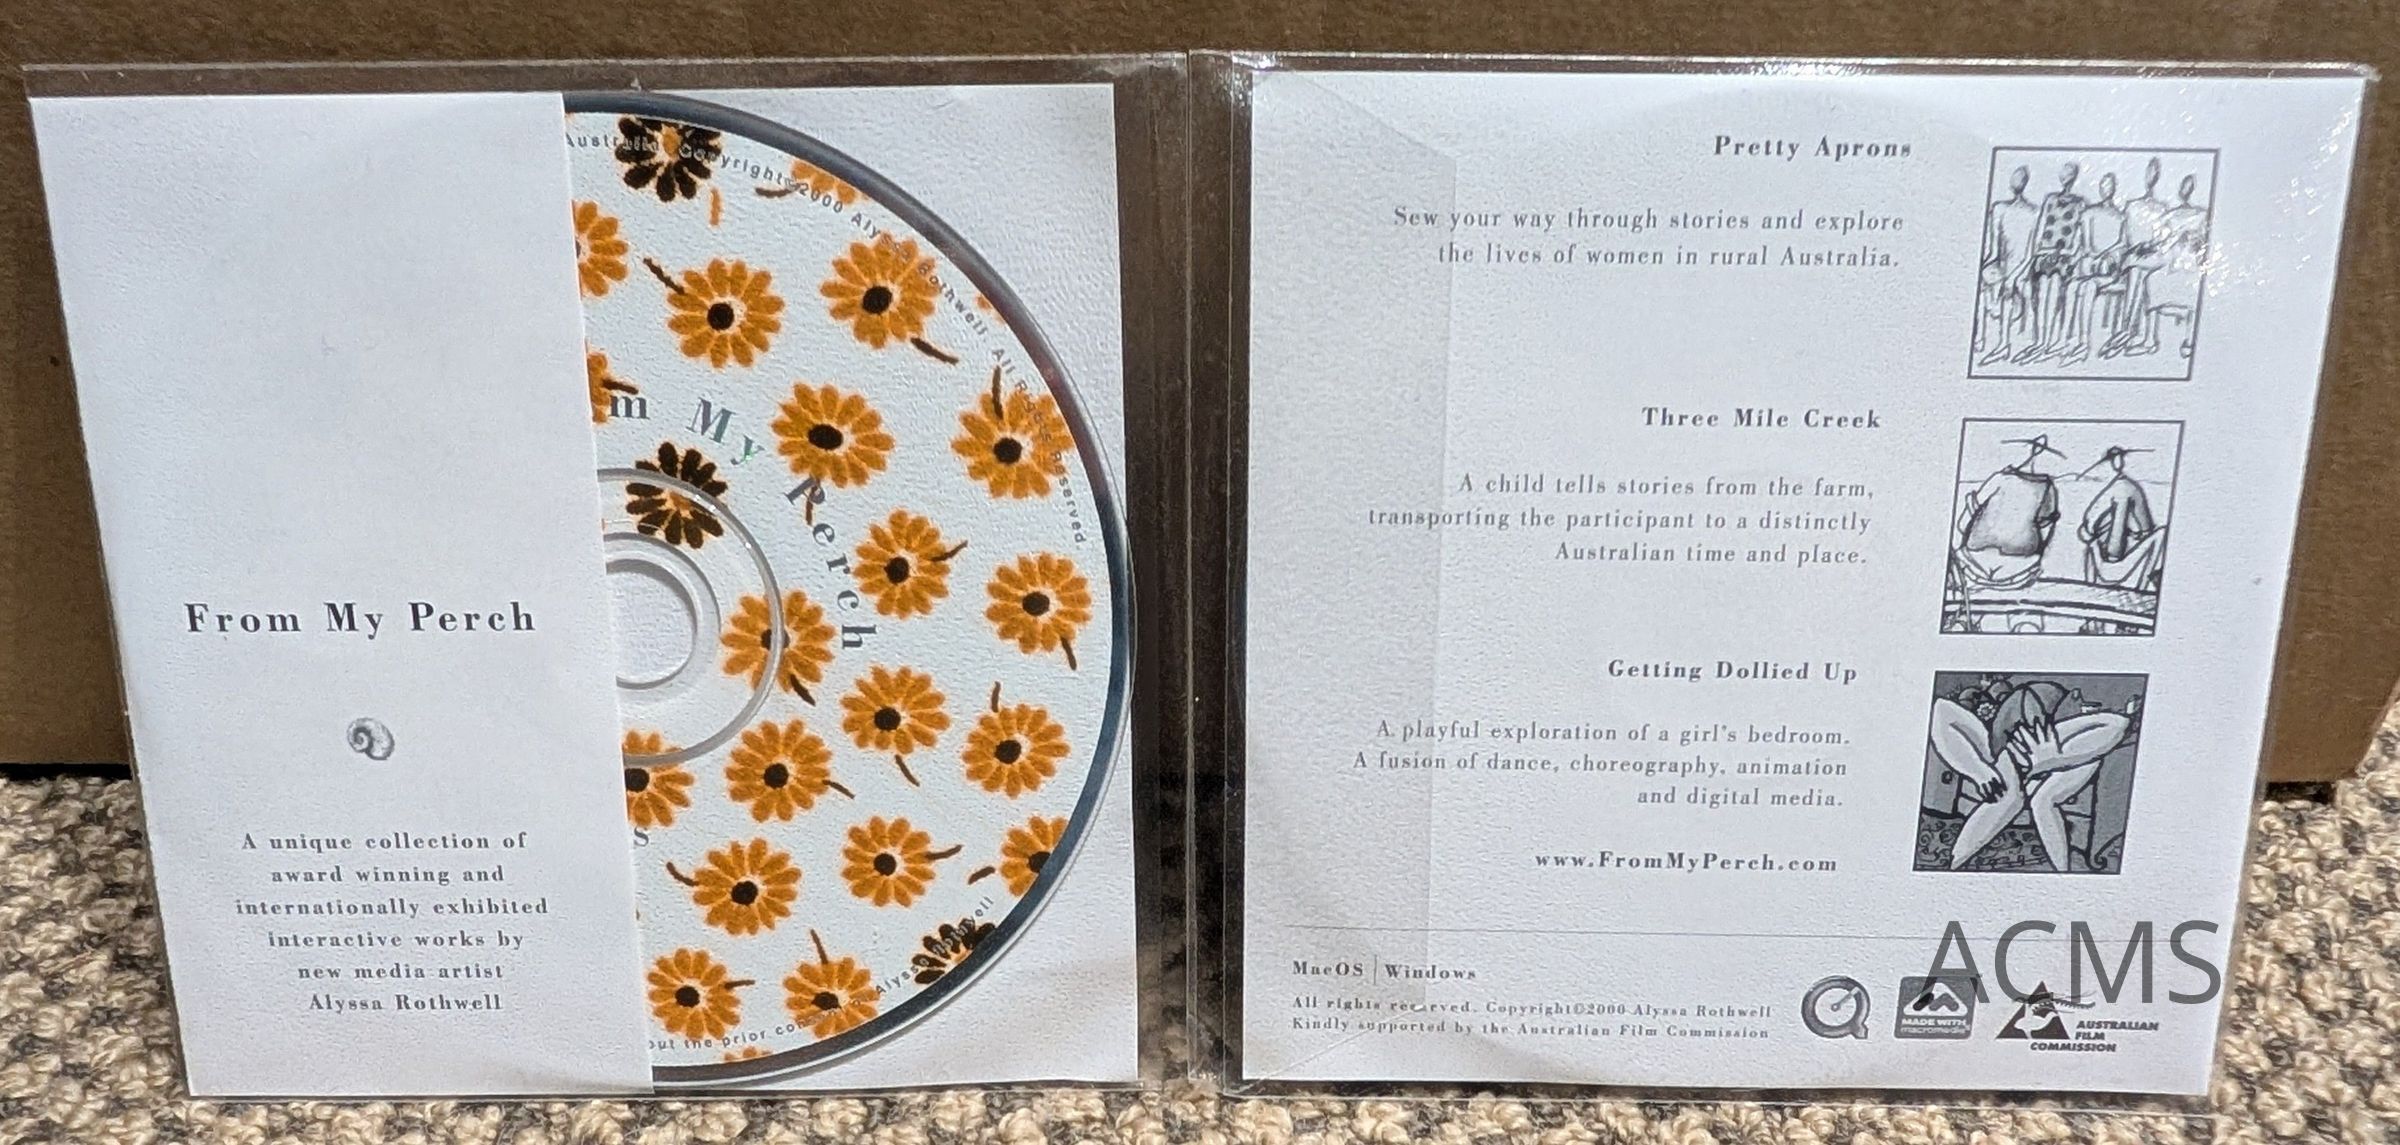 From My Perch
A unique collection of
award winning and
internationally exhibited
interactive works by
new media artist
Alyssa Rothwell
Australia. Copyright©2000 Alyssa Rothwell. All Rights Reserved.
My Perch
out the prior
Alyssa
Pretty Aprons
Sew your way through stories and explore
the lives of women in rural Australia.
Three Mile Creek
A child tells stories from the farm,
transporting the participant to a distinctly
Australian time and place.
Getting Dollied Up
A playful exploration of a girl's bedroom.
A fusion of dance, choreography, animation
and digital media.
www.FromMyPerch.com
MacOS | Windows
All rights reserved. Copyright©2000 Alyssa Rothwell
Kindly supported by the Australian Film Commission
MADE WITH
macromedia
AUSTRALIAN
FILM
COMMISSION
ACMS